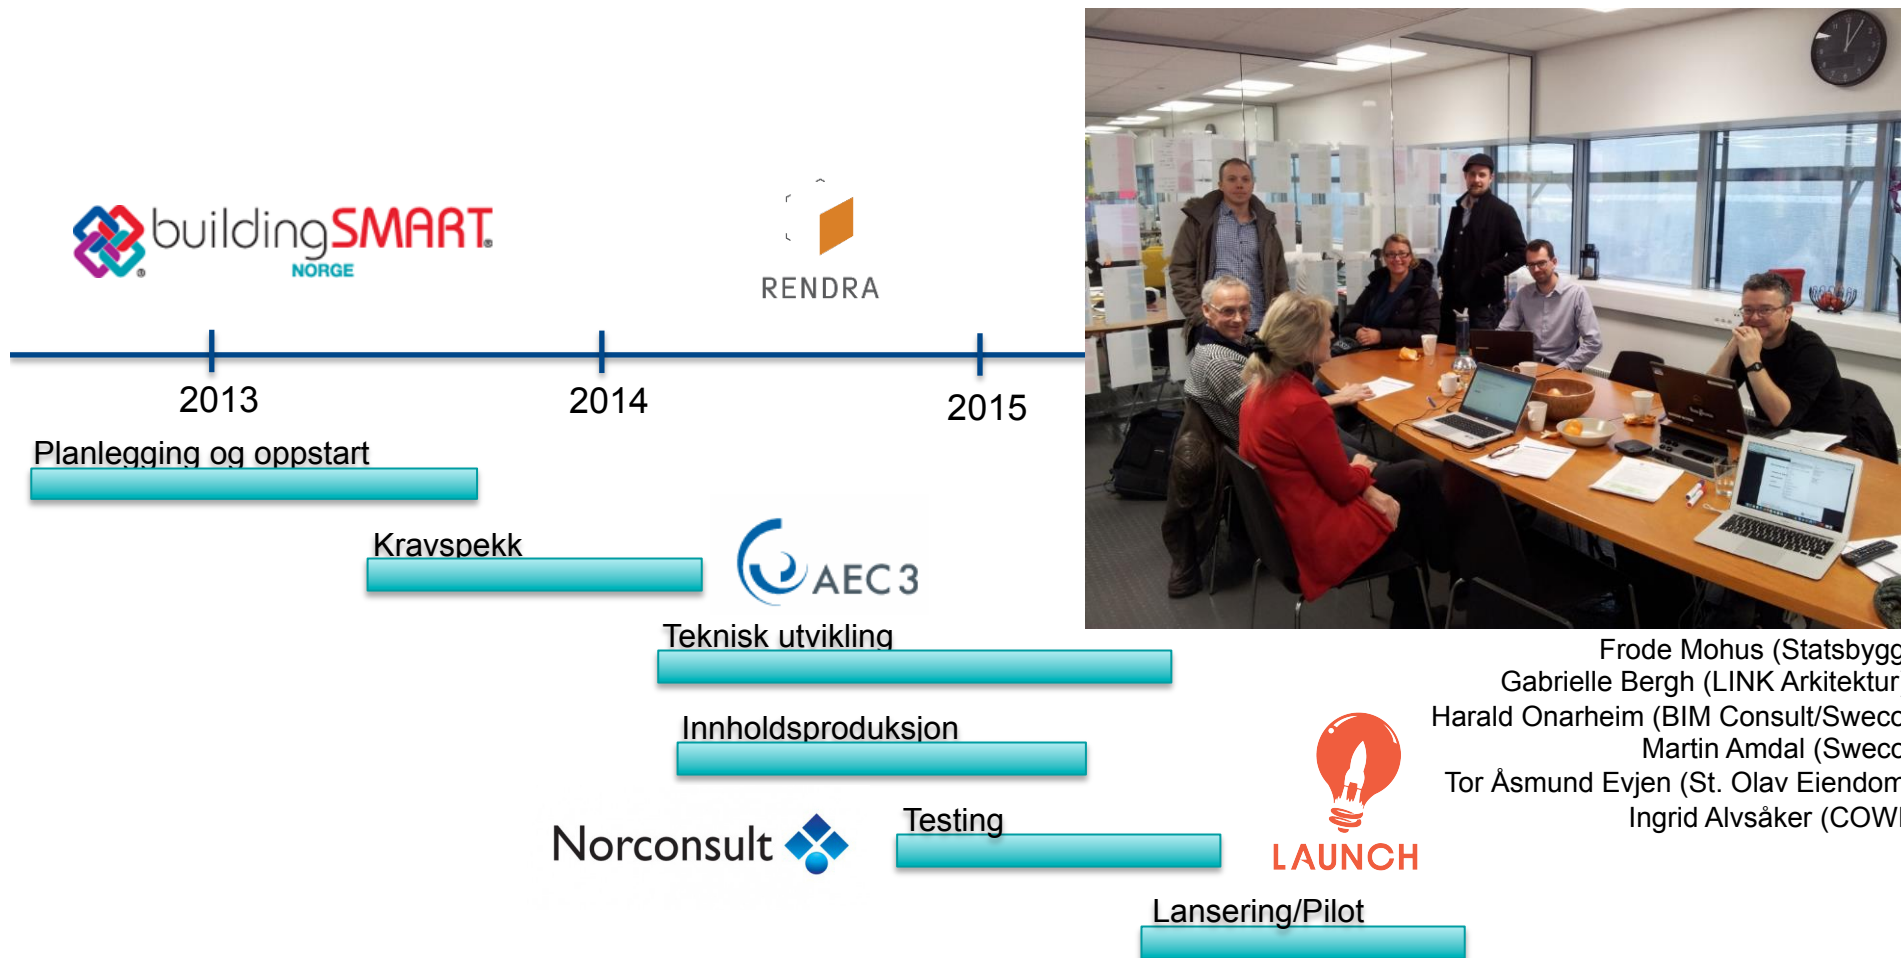 buildingSMART®
NORGE
RENDRA
2013
2014
2015
Planlegging og oppstart
Kravspekk
AEC3
Teknisk utvikling
Innholdsproduksjon
Norconsult
Testing
LAUNCH
Lansering/Pilot
Frode Mohus (Statsbygg
Gabrielle Bergh (LINK Arkitektur
Harald Onarheim (BIM Consult/Sweco
Martin Amdal (Sweco
Tor Åsmund Evjen (St. Olav Eiendom
Ingrid Alvsåker (COWI